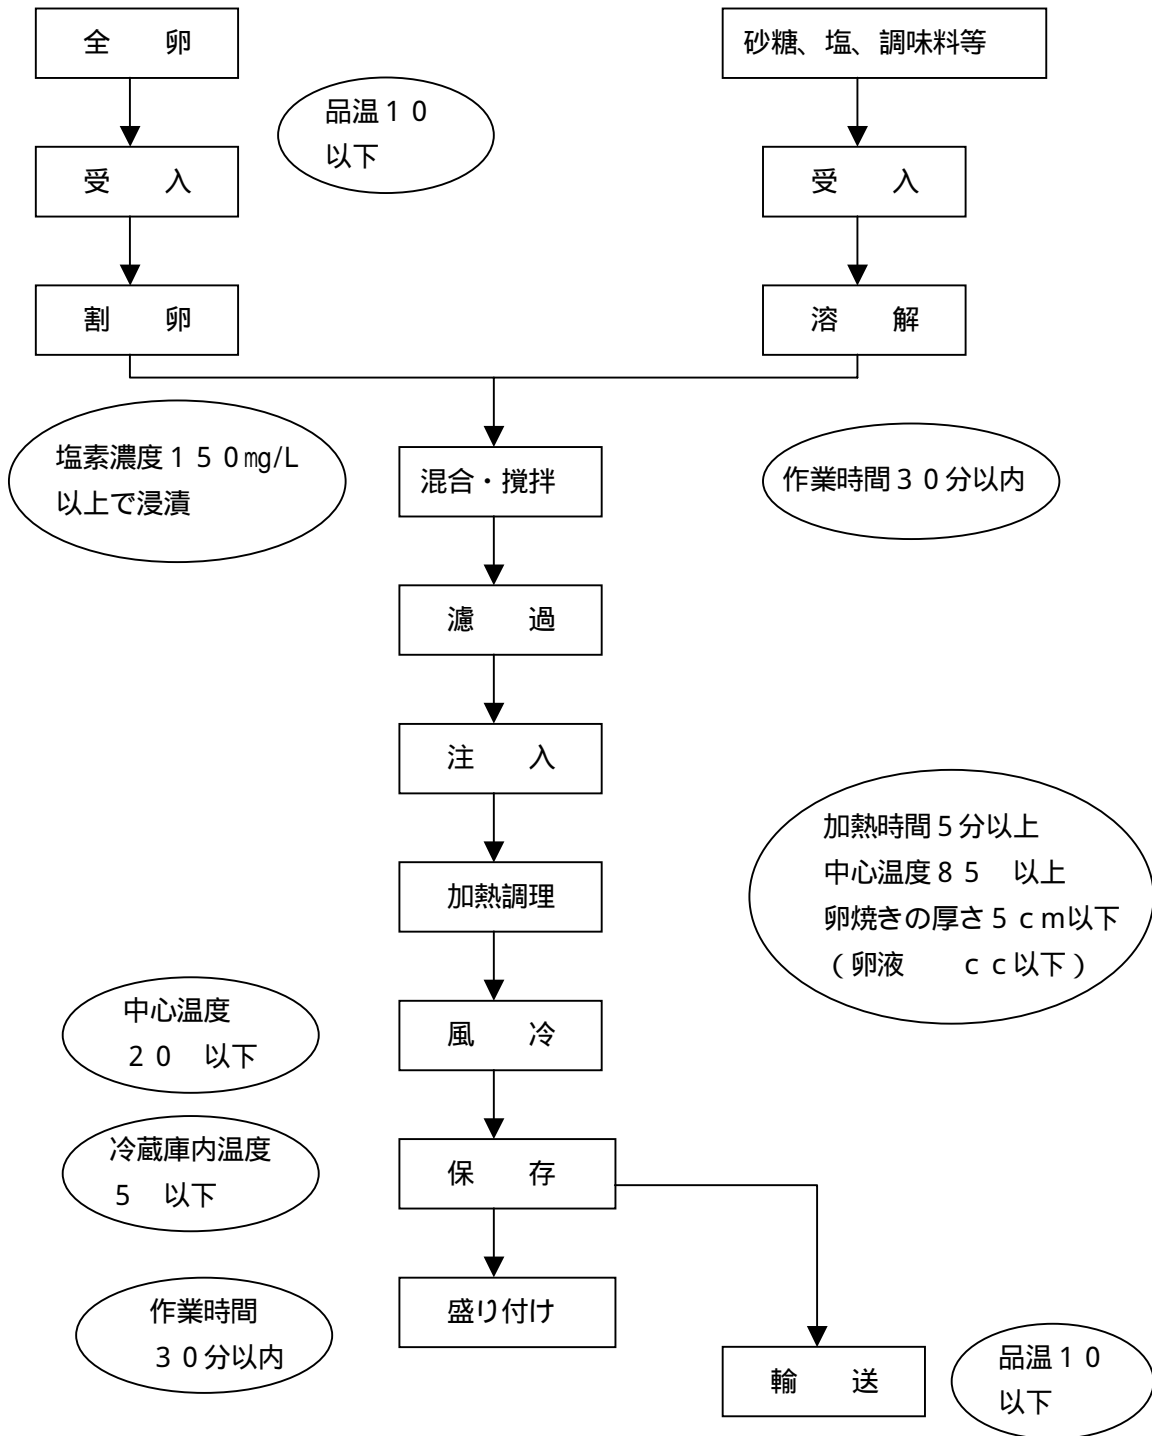 全　卵
砂糖、塩、調味料等
品温１０
以下
受　入
受　入
割　卵
溶　解
塩素濃度１５０㎎/L
以上で浸漬
混合・撹拌
作業時間３０分以内
濾　過
注　入
加熱時間５分以上
中心温度８５　以上
卵焼きの厚さ５ｃｍ以下
（卵液　　ｃｃ以下）
加熱調理
中心温度
２０　以下
風　冷
冷蔵庫内温度
５　以下
保　存
作業時間
３０分以内
盛り付け
品温１０
以下
輸　送